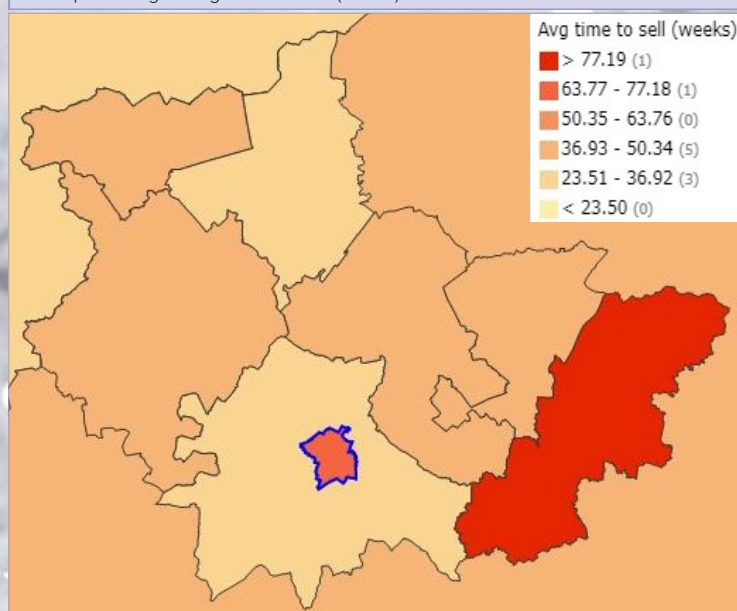 Avg time to sell (weeks)
> 77.19 (1)
63.77 - 77.18 (1)
50.35 - 63.76 (0)
36.93 - 50.34 (5)
23.51 - 36.92 (3)
< 23.50 (0)